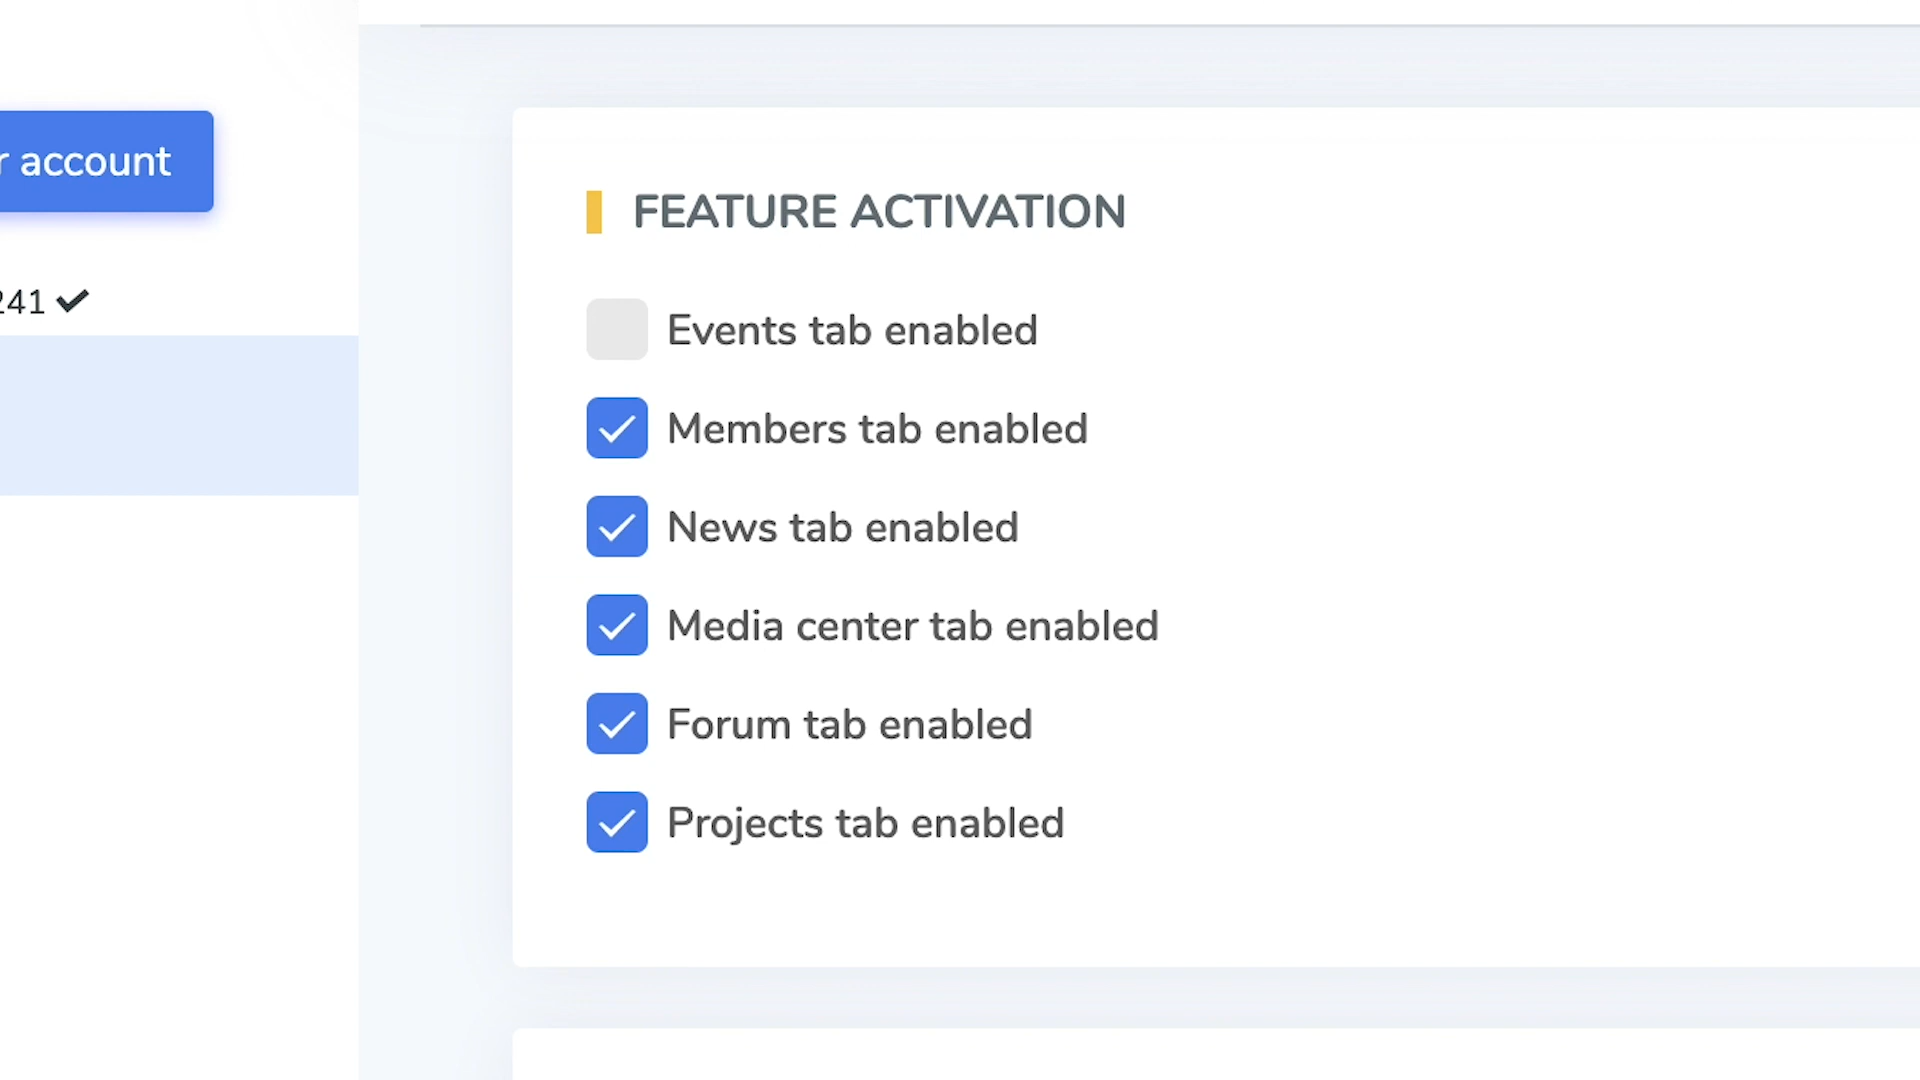 account
241
FEATURE ACTIVATION
Events tab enabled
Members tab enabled
News tab enabled
Media center tab enabled
Forum tab enabled
Projects tab enabled